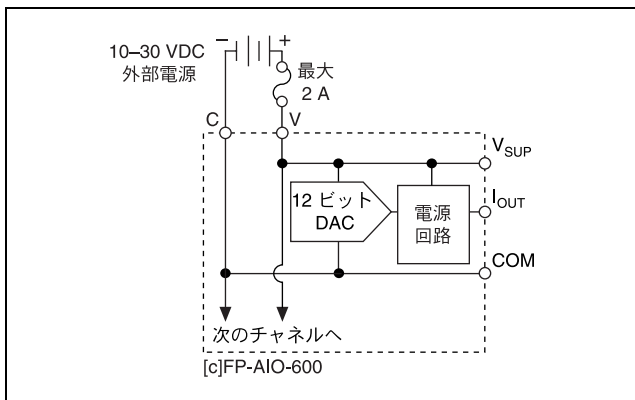 10–30 VDC
外部電源
− +
最大
2 A
C
V
V_SUP
12 ビット
DAC
電源
回路
I_OUT
COM
次のチャネルへ
[c]FP-AIO-600